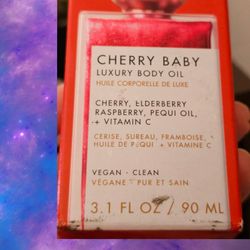 CHERRY BABY
LUXURY BODY OIL
HUILE CORPORELLE DE LUXE
CHERRY, ELDERBERRY
RASPBERRY, PEQUI OIL,
+ VITAMIN C
CERISE, SUREAU, FRAMBOISE,
HUILE DE PEQUI + VITAMINE C
VEGAN · CLEAN
VÉGANE · PUR ET SAIN
3.1 FL OZ / 90 ML